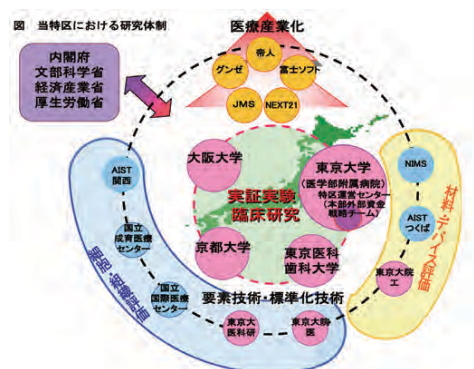 図 当特区における研究体制
医療産業化
内閣府
文部科学省
経済産業省
厚生労働省
帝人
グンゼ
富士ソフト
JMS
NEXT21
大阪大学
東京大学
(医学部附属病院)
特区運営センター
(本部外部資金
戦略チーム)
実証実験
臨床研究
京都大学
東京医科
歯科大学
AIST
関西
国立
成育医療
センター
国立
国際医療
センター
細胞・組織評価
NIMS
AIST
つくば
東京大院
工
材料・デバイス評価
要素技術・標準化技術
東京大
医科研
東京大院
医